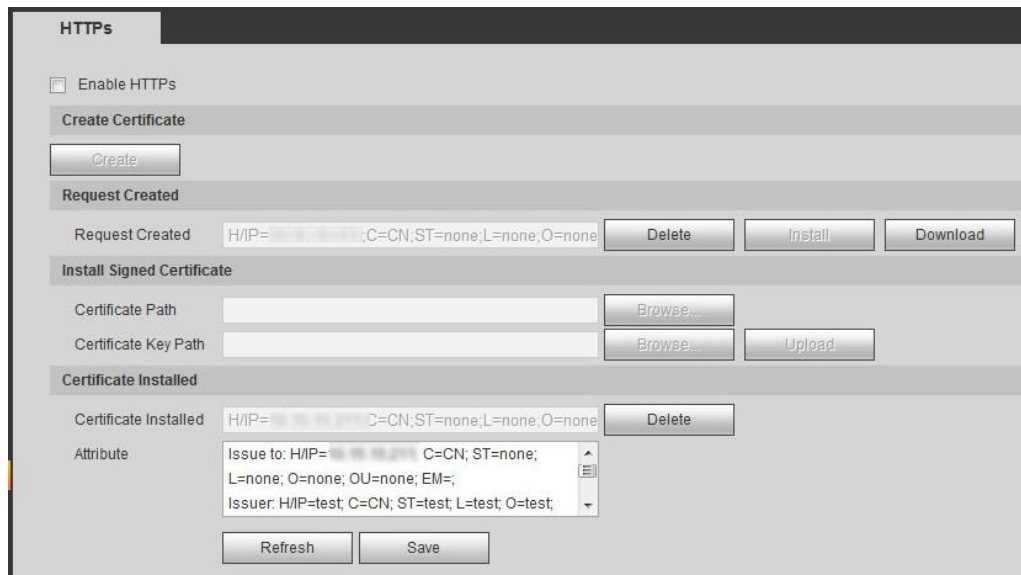 HTTPs
Enable HTTPs
Create Certificate
Create
Request Created
Request Created H/IP= ;C=CN;ST=none;L=none;O=none Delete Install Download
Install Signed Certificate
Certificate Path Browse...
Certificate Key Path Browse... Upload
Certificate Installed
Certificate Installed H/IP= C=CN;ST=none;L=none;O=none Delete
Attribute Issue to: H/IP= C=CN; ST=none;
L=none; O=none; OU=none; EM=;
Issuer: H/IP=test; C=CN; ST=test; L=test; O=test;
Refresh Save